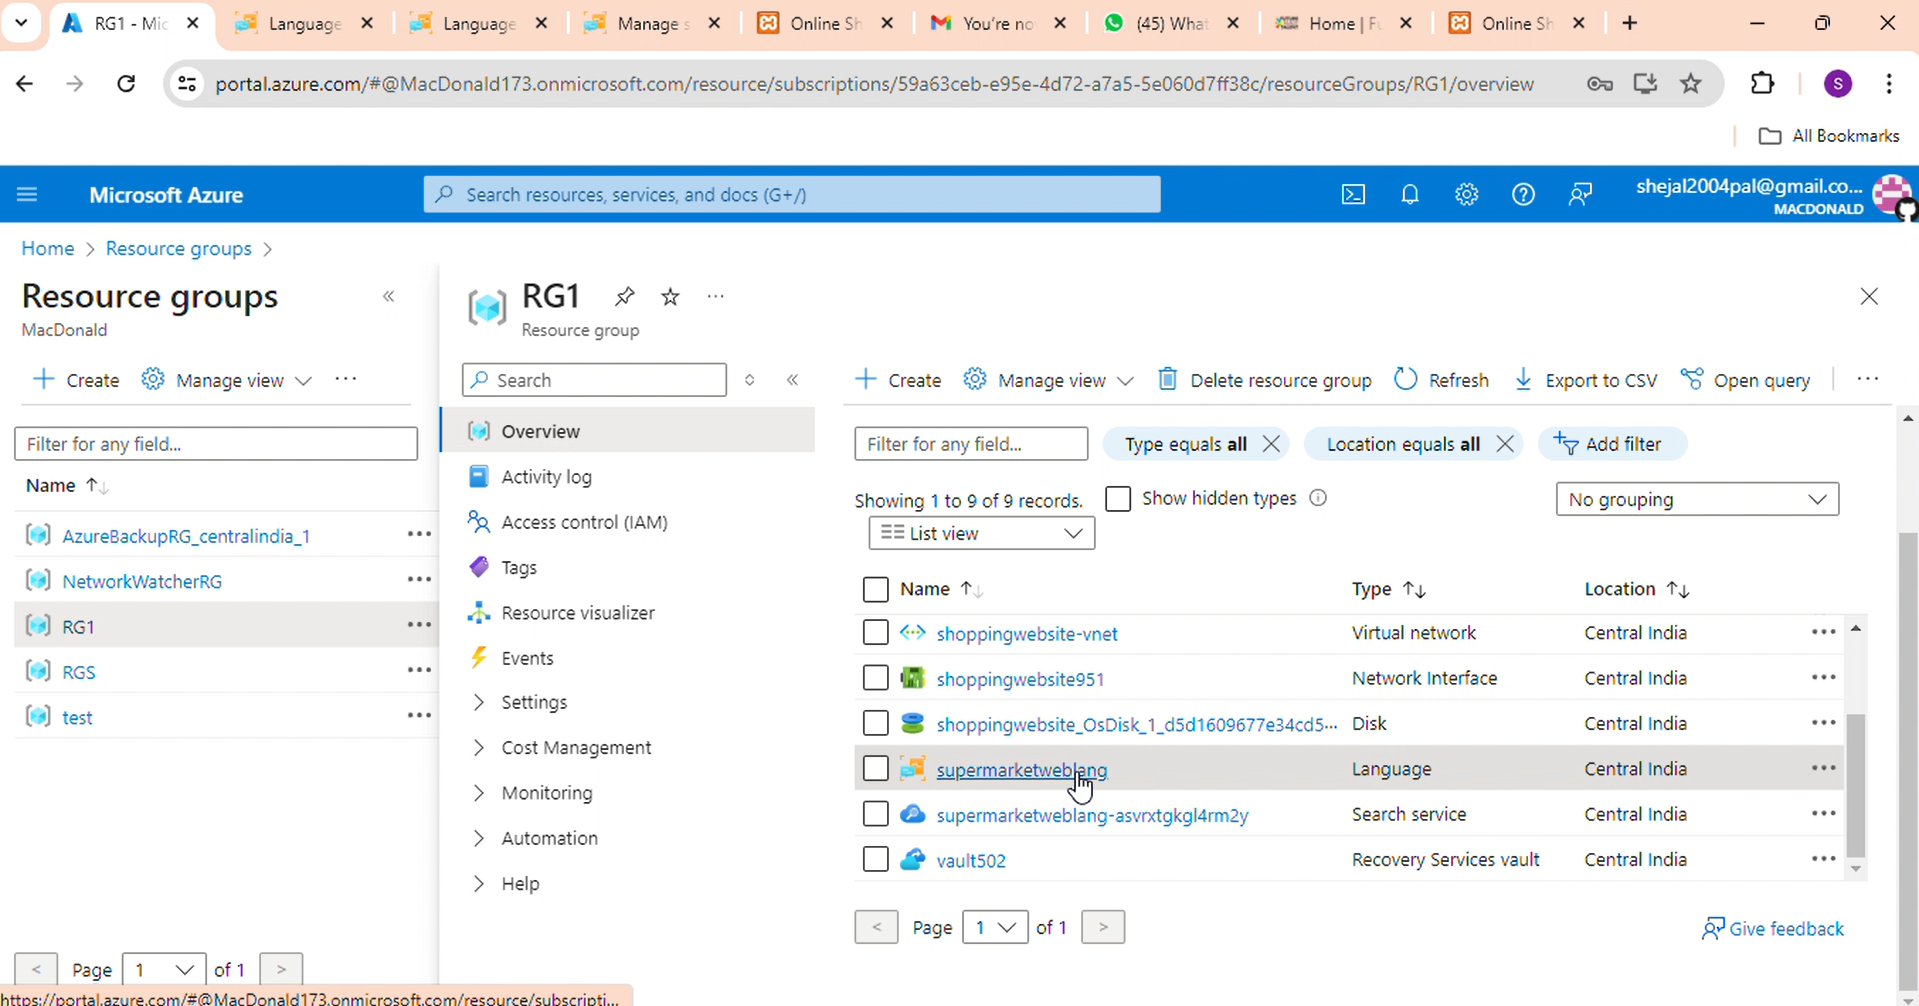 RG1 - Mic
Language
Language
Manage s
Online Sh
You're no
(45) What
Home | Fu
Online Sh
portal.azure.com/#@MacDonald173.onmicrosoft.com/resource/subscriptions/59a63ceb-e95e-4d72-a7a5-5e060d7ff38c/resourceGroups/RG1/overview
S
All Bookmarks
Microsoft Azure
Search resources, services, and docs (G+/)
shejal2004pal@gmail.co...
MACDONALD
Home > Resource groups >
Resource groups
MacDonald
+ Create
Manage view
Filter for any field...
Name
AzureBackupRG_centralindia_1
NetworkWatcherRG
RG1
RGS
test
< Page 1 of 1 >
RG1
Resource group
Search
Overview
Activity log
Access control (IAM)
Tags
Resource visualizer
Events
Settings
Cost Management
Monitoring
Automation
Help
+ Create
Manage view
Delete resource group
Refresh
Export to CSV
Open query
Filter for any field...
Type equals all
Location equals all
Add filter
Showing 1 to 9 of 9 records.
Show hidden types
No grouping
List view
Name Type Location
shoppingwebsite-vnet Virtual network Central India
shoppingwebsite951 Network Interface Central India
shoppingwebsite_OsDisk_1_d5d1609677e34cd5... Disk Central India
supermarketweblang Language Central India
supermarketweblang-asvrxtgkgl4rm2y Search service Central India
vault502 Recovery Services vault Central India
< Page 1 of 1 >
Give feedback
https://portal.azure.com/#@MacDonald173.onmicrosoft.com/resource/subscripti...